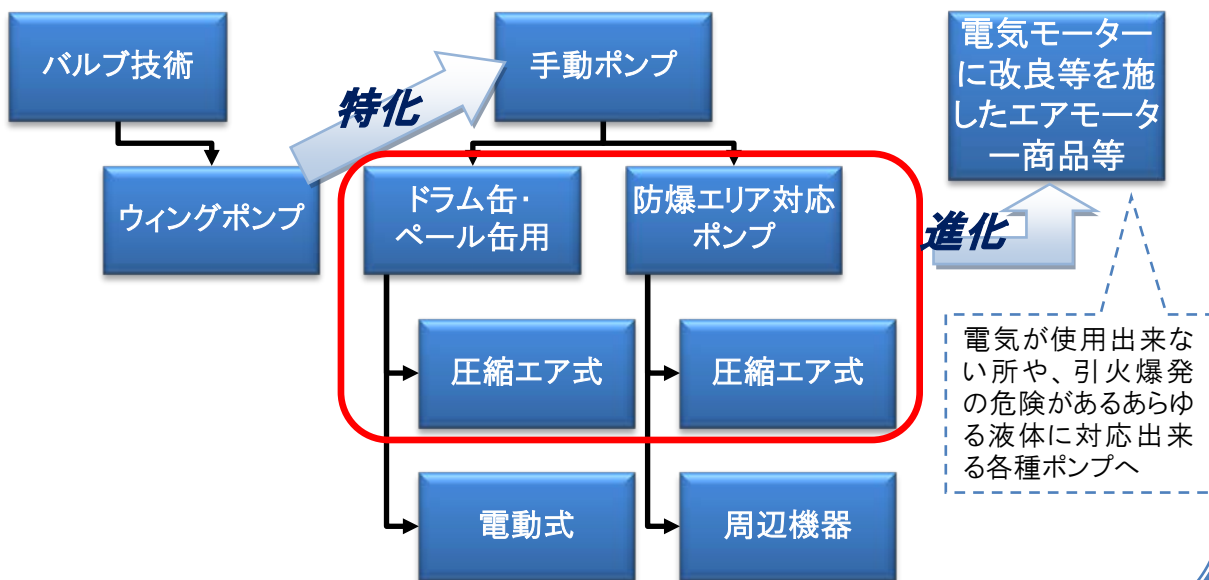 バルブ技術
特化
手動ポンプ
電気モーター
に改良等を施
したエアモータ
ー商品等
ウィングポンプ
ドラム缶・
ペール缶用
防爆エリア対応
ポンプ
進化
圧縮エア式
圧縮エア式
電気が使用出来な
い所や、引火爆発
の危険があるあらゆ
る液体に対応出来
る各種ポンプへ
電動式
周辺機器